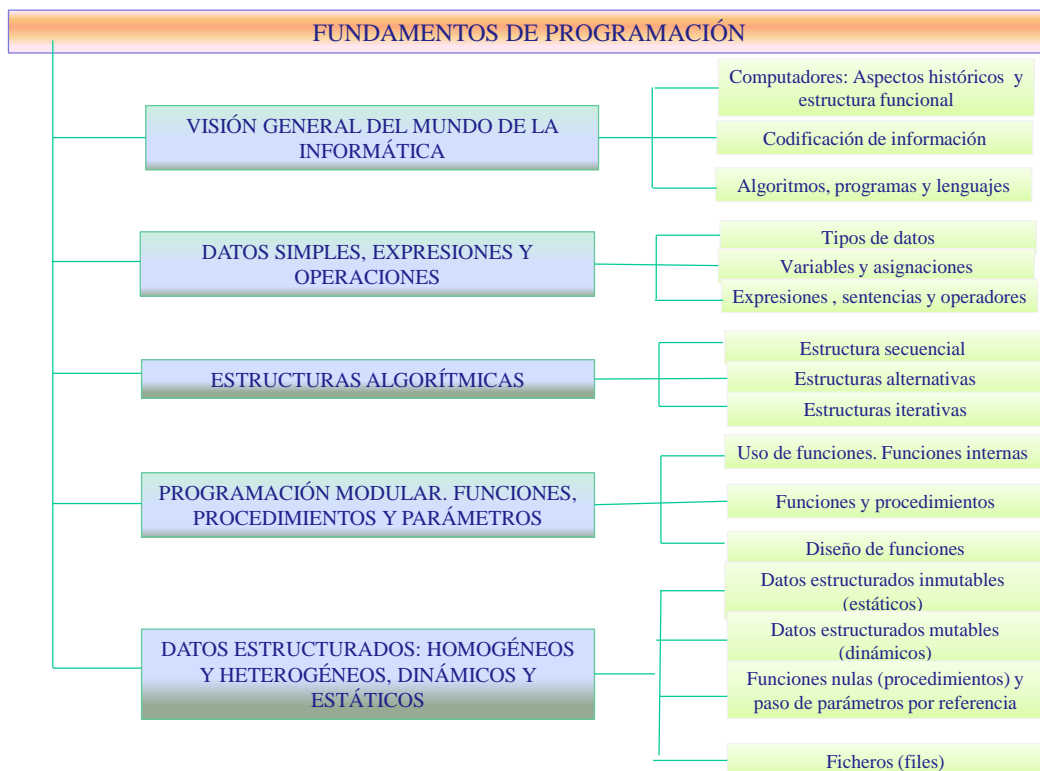 FUNDAMENTOS DE PROGRAMACIÓN
VISIÓN GENERAL DEL MUNDO DE LA
INFORMÁTICA
Computadores: Aspectos históricos y
estructura funcional
Codificación de información
Algoritmos, programas y lenguajes
DATOS SIMPLES, EXPRESIONES Y
OPERACIONES
Tipos de datos
Variables y asignaciones
Expresiones , sentencias y operadores
ESTRUCTURAS ALGORÍTMICAS
Estructura secuencial
Estructuras alternativas
Estructuras iterativas
PROGRAMACIÓN MODULAR. FUNCIONES,
PROCEDIMIENTOS Y PARÁMETROS
Uso de funciones. Funciones internas
Funciones y procedimientos
Diseño de funciones
DATOS ESTRUCTURADOS: HOMOGÉNEOS
Y HETEROGÉNEOS, DINÁMICOS Y
ESTÁTICOS
Datos estructurados inmutables
(estáticos)
Datos estructurados mutables
(dinámicos)
Funciones nulas (procedimientos) y
paso de parámetros por referencia
Ficheros (files)